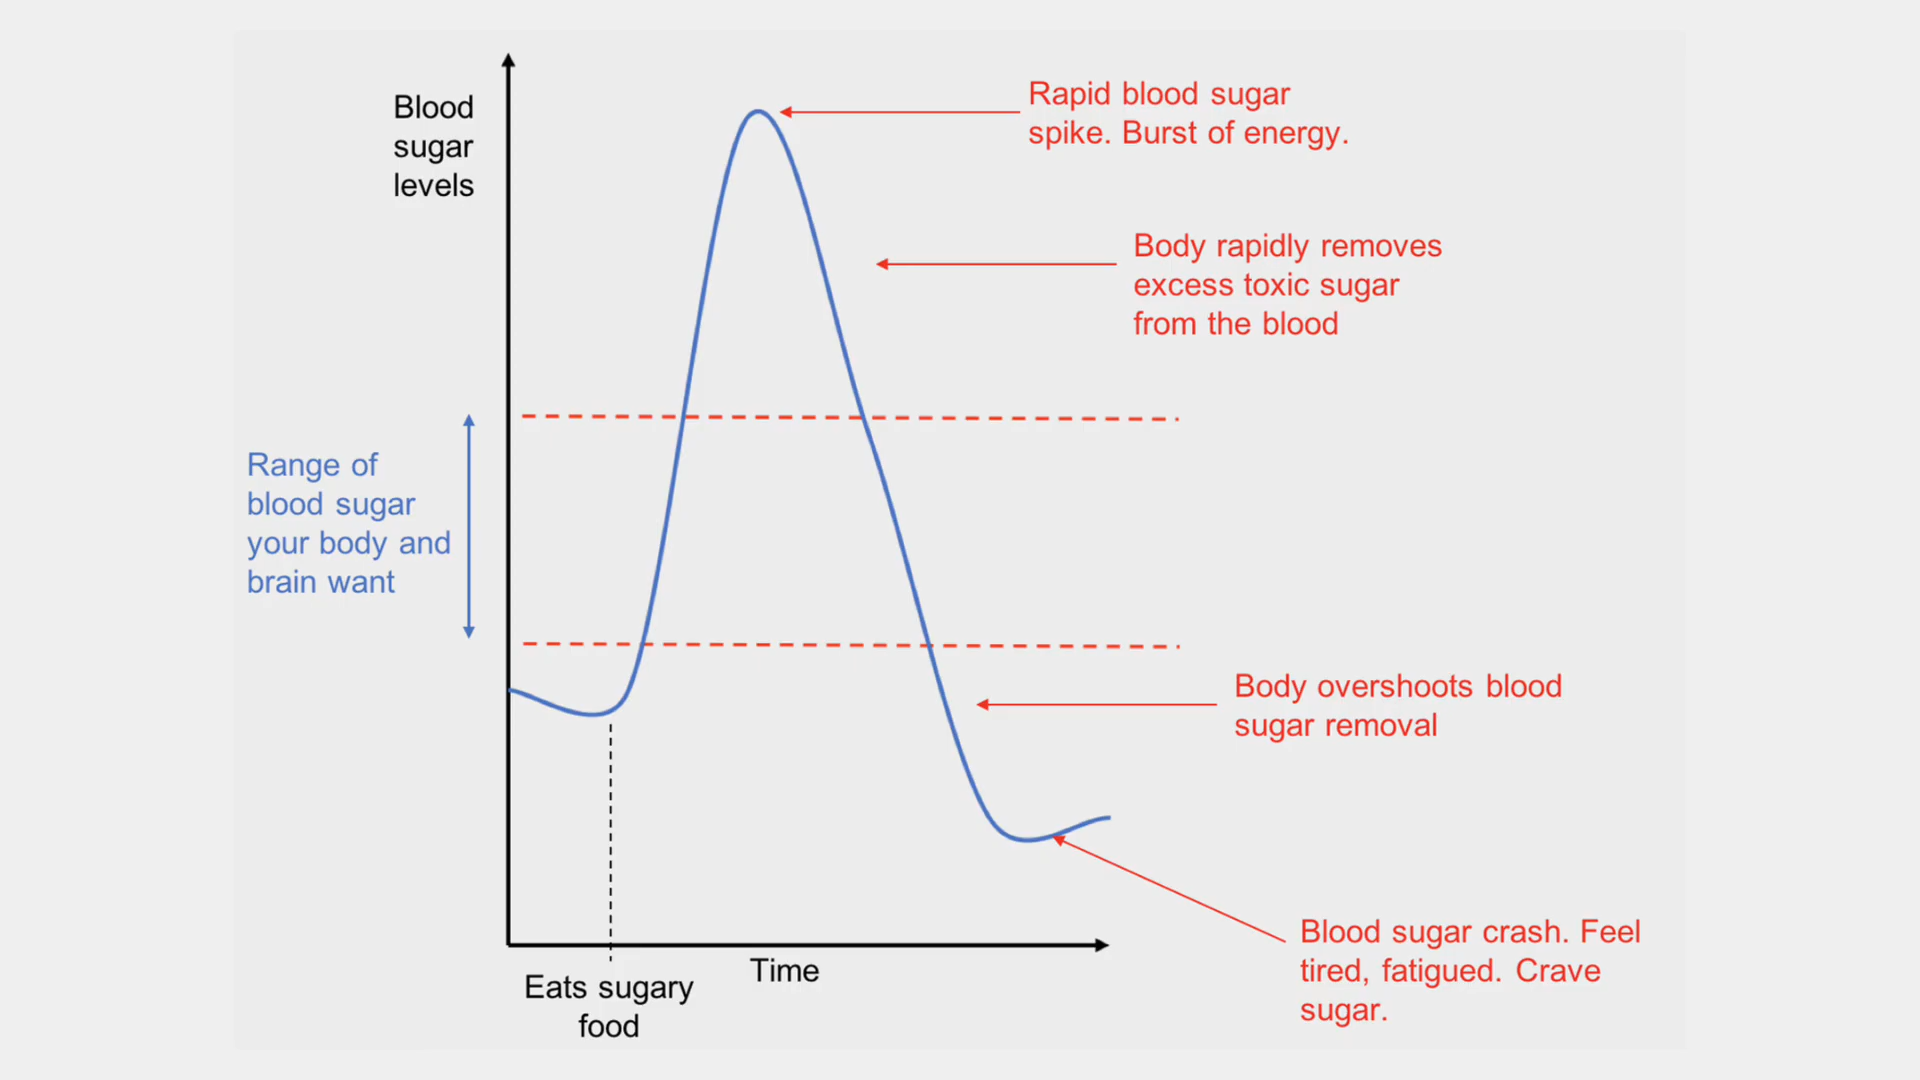 Blood
sugar
levels
Rapid blood sugar
spike. Burst of energy.
Body rapidly removes
excess toxic sugar
from the blood
Range of
blood sugar
your body and
brain want
Body overshoots blood
sugar removal
Blood sugar crash. Feel
tired, fatigued. Crave
sugar.
Time
Eats sugary
food